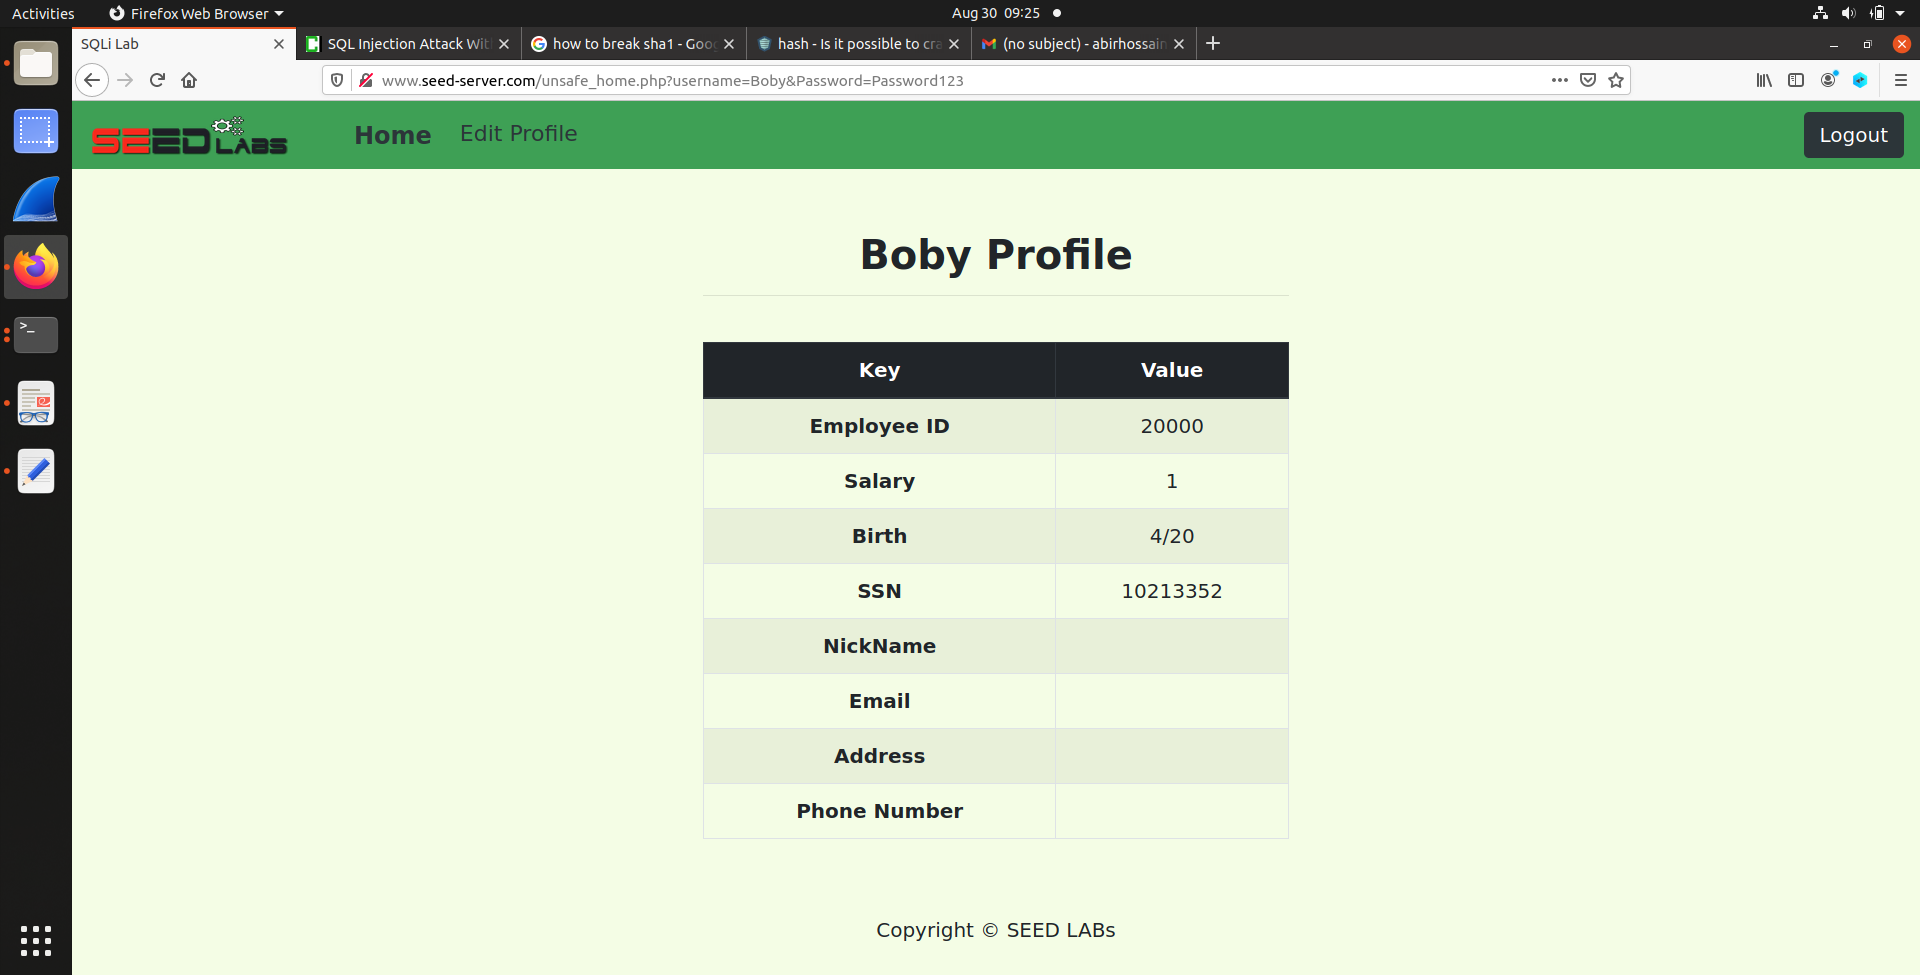 Activities Firefox Web Browser Aug 30 09:25
SQLi Lab SQL Injection Attack Wit how to break sha1 - Goo hash - Is it possible to cra (no subject) - abirhossain
www.seed-server.com/unsafe_home.php?username=Boby&Password=Password123
SEED LABS Home Edit Profile Logout
Boby Profile
Key Value
Employee ID 20000
Salary 1
Birth 4/20
SSN 10213352
NickName
Email
Address
Phone Number
Copyright © SEED LABs